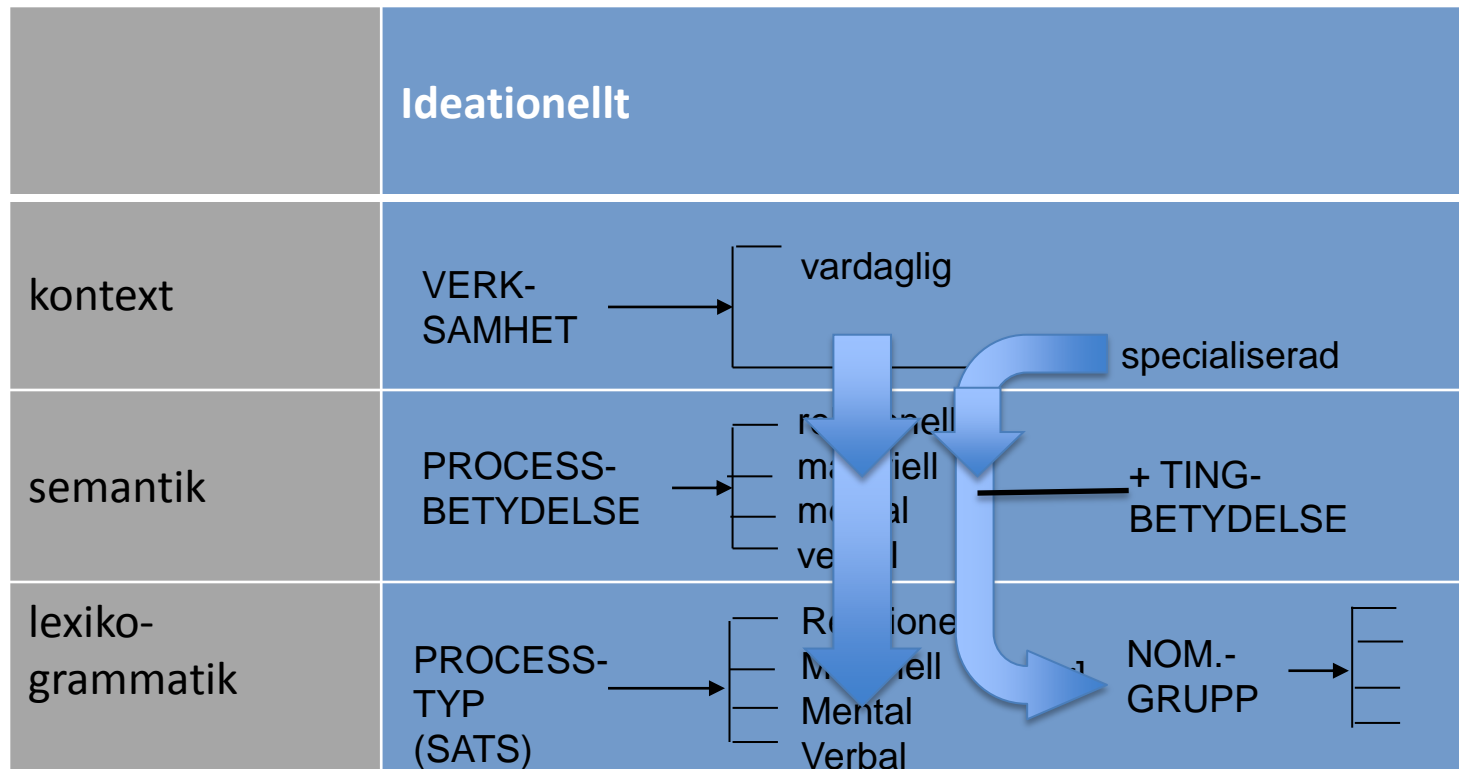 Ideationellt
kontext
VERK-
SAMHET
vardaglig
specialiserad
semantik
PROCESS-
BETYDELSE
+ TING-
BETYDELSE
lexiko-
grammatik
PROCESS-
TYP
(SATS)
Mental
Verbal
NOM.-
GRUPP